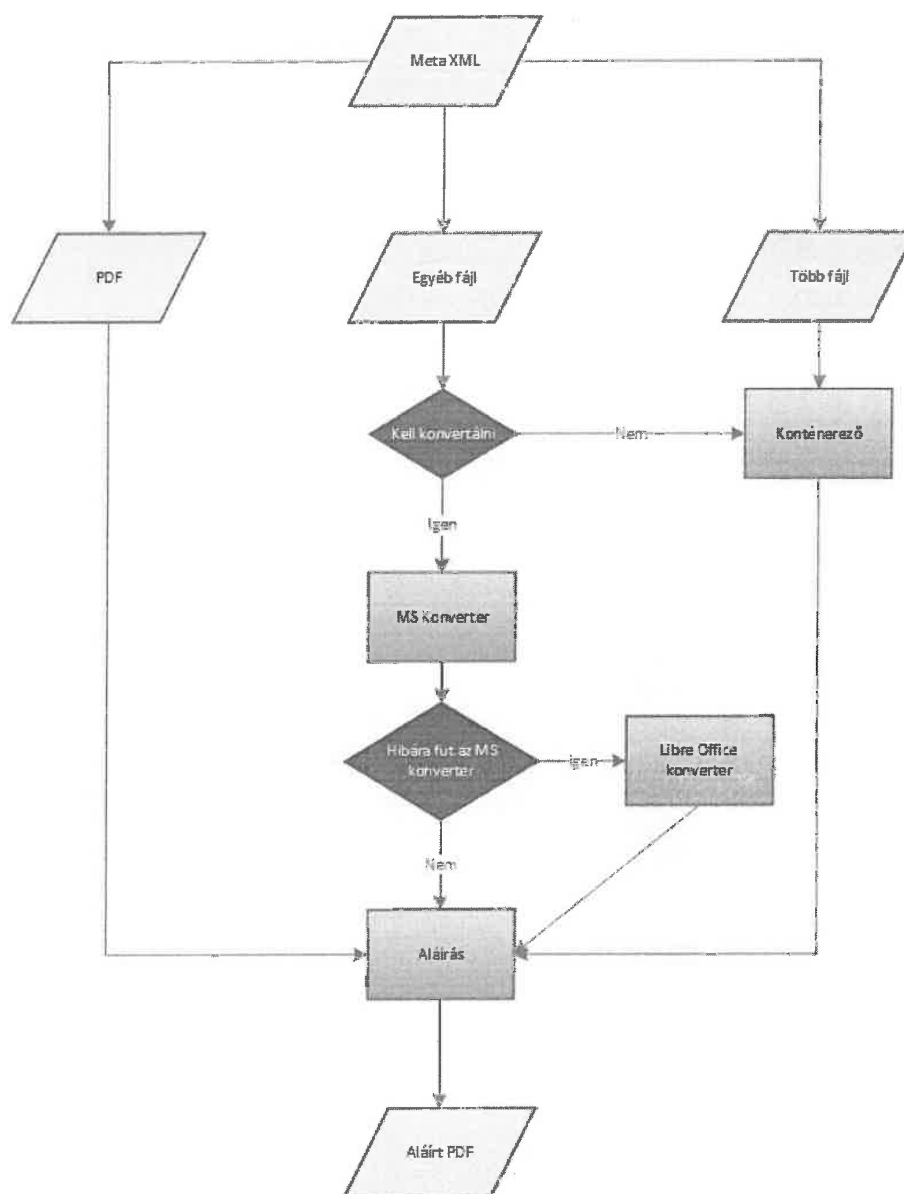 Meta XML
PDF
Egyéb fájl
Több fájl
Kell konvertálni
Nem
Konténerező
Igen
MS Konverter
Hibára fut az MS
konverter
Igen
Libre Office
konverter
Nem
Aláírás
Aláírt PDF